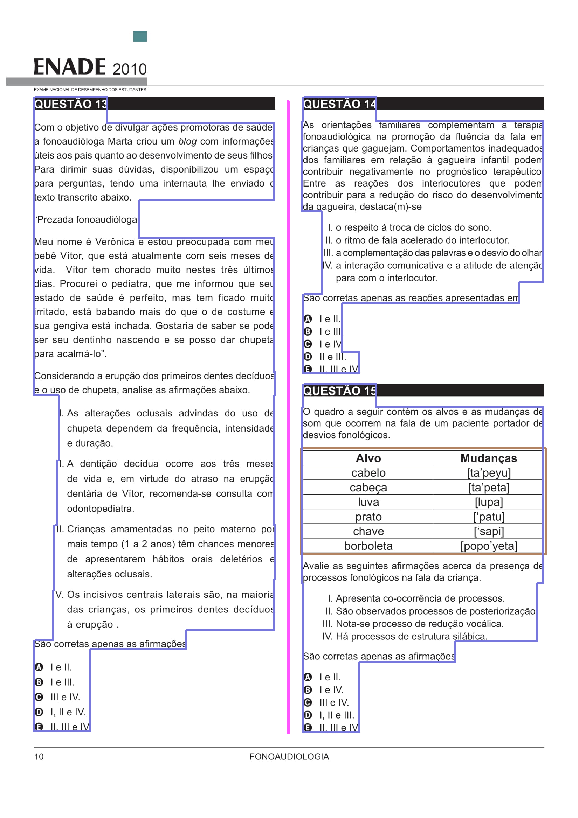 ENADE 2010
EXAME NACIONAL DE DESEMPENHO DOS ESTUDANTES
QUESTÃO 13
Com o objetivo de divulgar ações promotoras de saúde,
a fonoaudióloga Marta criou um blog com informações
úteis aos pais quanto ao desenvolvimento de seus filhos.
Para dirimir suas dúvidas, disponibilizou um espaço
para perguntas, tendo uma internauta lhe enviado o
texto transcrito abaixo.
“Prezada fonoaudióloga
Meu nome é Verônica e estou preocupada com meu
bebê Vítor, que está atualmente com seis meses de
vida. Vítor tem chorado muito nestes três últimos
dias. Procurei o pediatra, que me informou que seu
estado de saúde é perfeito, mas tem ficado muito
irritado, está babando mais do que o de costume e
sua gengiva está inchada. Gostaria de saber se pode
ser seu dentinho nascendo e se posso dar chupeta
para acalmá-lo”.
Considerando a erupção dos primeiros dentes decíduos
e o uso de chupeta, analise as afirmações abaixo.
I. As alterações oclusais advindas do uso de
chupeta dependem da frequência, intensidade
e duração.
II. A dentição decídua ocorre aos três meses
de vida e, em virtude do atraso na erupção
dentária de Vítor, recomenda-se consulta com
odontopediatra.
III. Crianças amamentadas no peito materno por
mais tempo (1 a 2 anos) têm chances menores
de apresentarem hábitos orais deletérios e
alterações oclusais.
IV. Os incisivos centrais laterais são, na maioria
das crianças, os primeiros dentes decíduos
à erupção .
São corretas apenas as afirmações
A I e II.
B I e III.
C III e IV.
D I, II e IV.
E II, III e IV.
QUESTÃO 14
As orientações familiares complementam a terapia
fonoaudiológica na promoção da fluência da fala em
crianças que gaguejam. Comportamentos inadequados
dos familiares em relação à gagueira infantil podem
contribuir negativamente no prognóstico terapêutico.
Entre as reações dos interlocutores que podem
contribuir para a redução do risco do desenvolvimento
da gagueira, destaca(m)-se
I. o respeito à troca de ciclos do sono.
II. o ritmo de fala acelerado do interlocutor.
III. a complementação das palavras e o desvio do olhar.
IV. a interação comunicativa e a atitude de atenção
para com o interlocutor.
São corretas apenas as reações apresentadas em
A I e II.
B I e III.
C I e IV.
D II e III.
E II, III e IV.
QUESTÃO 15
O quadro a seguir contém os alvos e as mudanças de
som que ocorrem na fala de um paciente portador de
desvios fonológicos.
Alvo Mudanças
cabelo [ta’peyu]
cabeça [ta’peta]
luva [lupa]
prato [’patu]
chave [’sapi]
borboleta [popo’yeta]
Avalie as seguintes afirmações acerca da presença de
processos fonológicos na fala da criança.
I. Apresenta co-ocorrência de processos.
II. São observados processos de posteriorização.
III. Nota-se processo de redução vocálica.
IV. Há processos de estrutura silábica.
São corretas apenas as afirmações
A I e II.
B I e IV.
C III e IV.
D I, II e III.
E II, III e IV.
10 FONOAUDIOLOGIA